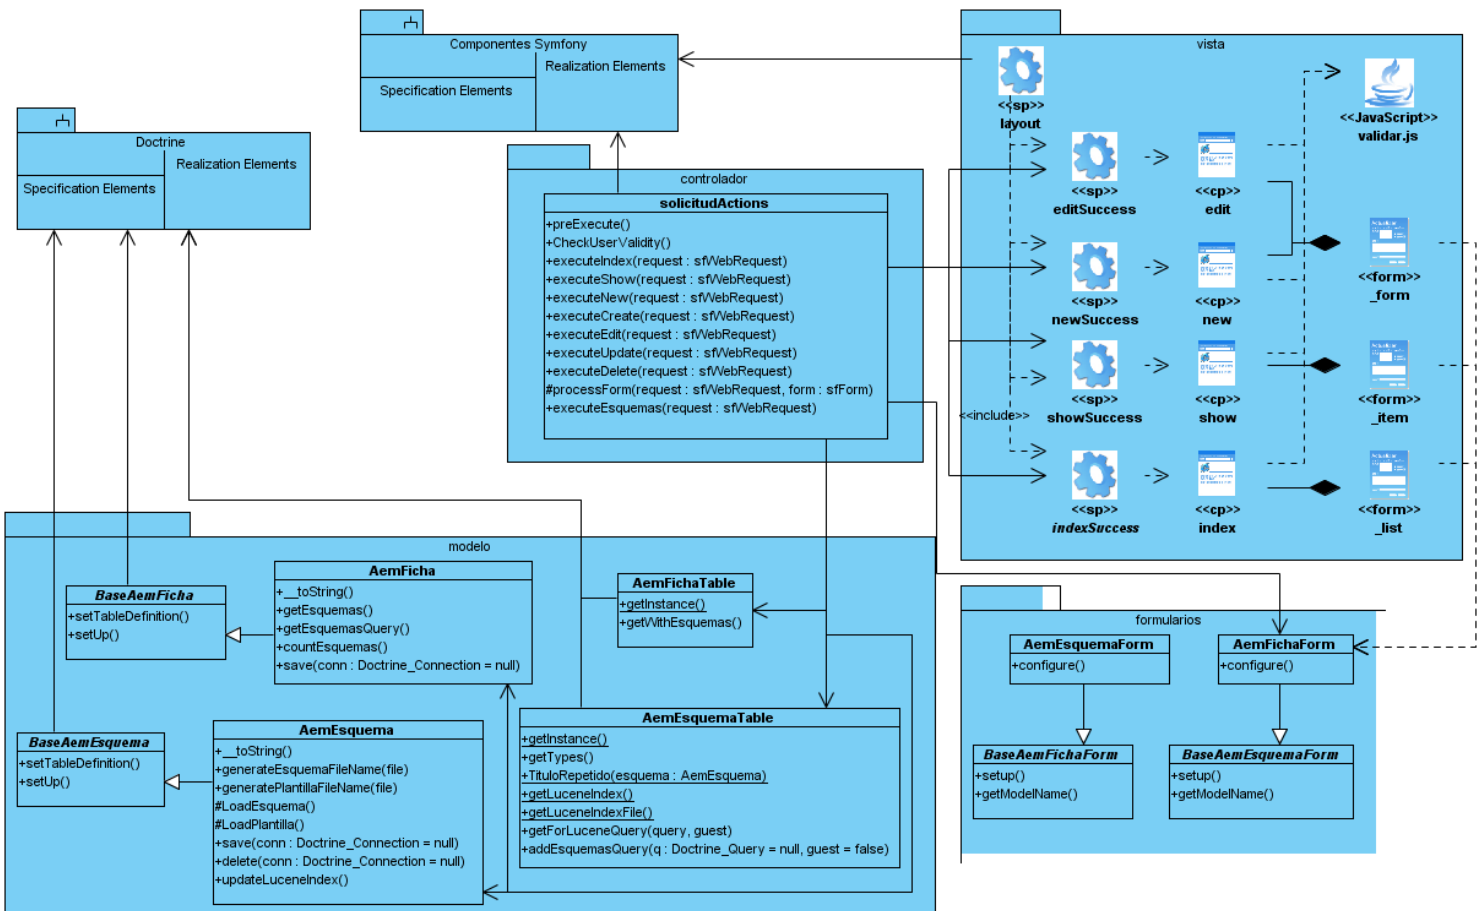 Componentes Symfony
Realization Elements
Specification Elements
Doctrine
Realization Elements
Specification Elements
controlador
solicitudActions
+preExecute()
+CheckUserValidity()
+executeIndex(request : sfWebRequest)
+executeShow(request : sfWebRequest)
+executeNew(request : sfWebRequest)
+executeCreate(request : sfWebRequest)
+executeEdit(request : sfWebRequest)
+executeUpdate(request : sfWebRequest)
+executeDelete(request : sfWebRequest)
#processForm(request : sfWebRequest, form : sfForm)
+executeEsquemas(request : sfWebRequest)
vista
<<sp>>
layout
<<JavaScript>>
validar.js
<<sp>>
editSuccess
<<cp>>
edit
<<form>>
_form
<<sp>>
newSuccess
<<cp>>
new
<<sp>>
showSuccess
<<cp>>
show
<<form>>
_item
<<include>>
<<sp>>
indexSuccess
<<cp>>
index
<<form>>
_list
modelo
BaseAemFicha
+setTableDefinition()
+setUp()
AemFicha
+__toString()
+getEsquemas()
+getEsquemasQuery()
+countEsquemas()
+save(conn : Doctrine_Connection = null)
AemFichaTable
+getInstance()
+getWithEsquemas()
BaseAemEsquema
+setTableDefinition()
+setUp()
AemEsquema
+__toString()
+generateEsquemaFileName(file)
+generatePlantillaFileName(file)
#LoadEsquema()
#LoadPlantilla()
+save(conn : Doctrine_Connection = null)
+delete(conn : Doctrine_Connection = null)
+updateLuceneIndex()
AemEsquemaTable
+getInstance()
+getTypes()
+TituloRepetido(esquema : AemEsquema)
+getLuceneIndex()
+getLuceneIndexFile()
+getForLuceneQuery(query, guest)
+addEsquemasQuery(q : Doctrine_Query = null, guest = false)
formularios
AemEsquemaForm
+configure()
AemFichaForm
+configure()
BaseAemFichaForm
+setup()
+getModelName()
BaseAemEsquemaForm
+setup()
+getModelName()